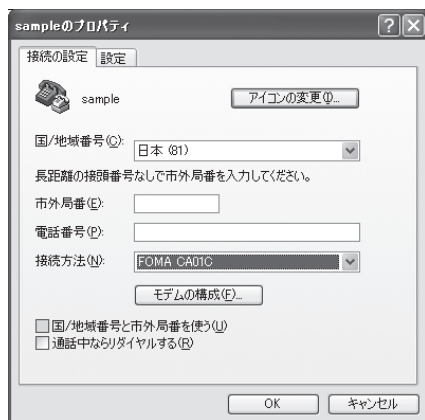 sampleのプロパティ
接続の設定 設定
sample アイコンの変更(I)...
国/地域番号(C): 日本 (81)
長距離の接頭番号なしで市外局番を入力してください。
市外局番(E):
電話番号(P):
接続方法(N): FOMA CA01C
モデムの構成(F)...
国/地域番号と市外局番を使う(U)
通話中ならリダイヤルする(R)
OK キャンセル